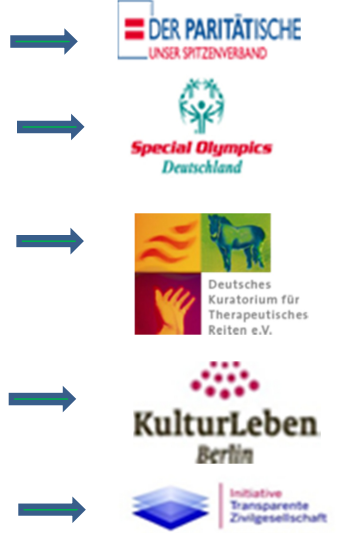 DER PARITÄTISCHE
UNSER SPITZENVERBAND
Special Olympics
Deutschland
Deutsches
Kuratorium für
Therapeutisches
Reiten e.V.
KulturLeben
Berlin
Initiative
Transparente
Zivilgesellschaft